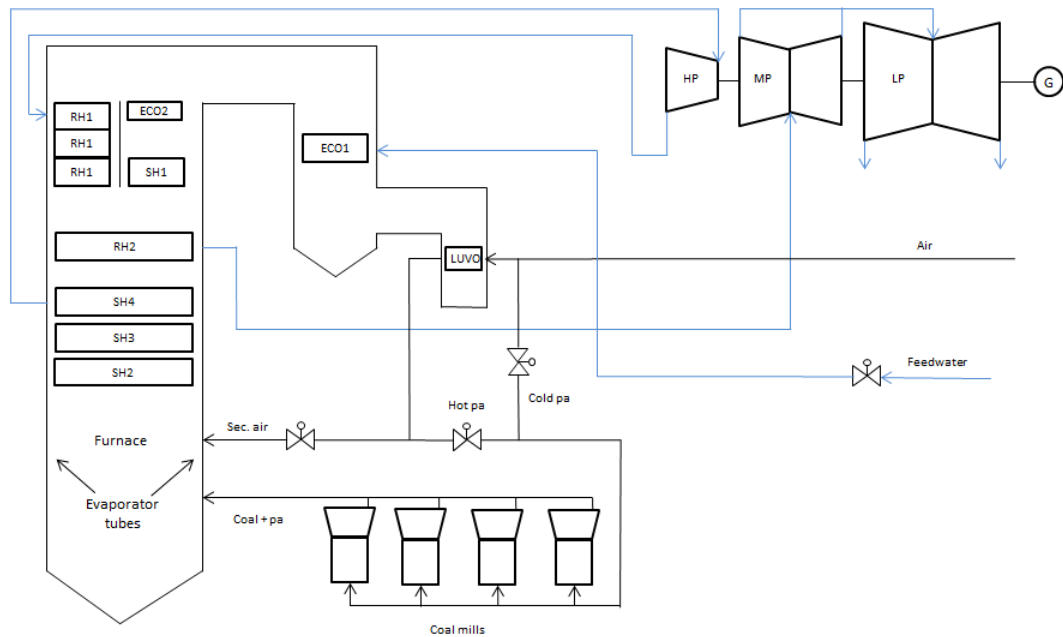 HP
MP
LP
G
RH1
ECO2
RH1
ECO1
RH1
SH1
RH2
Air
LUVO
SH4
SH3
SH2
Feedwater
Cold pa
Hot pa
Sec. air
Furnace
Evaporator
tubes
Coal + pa
Coal mills